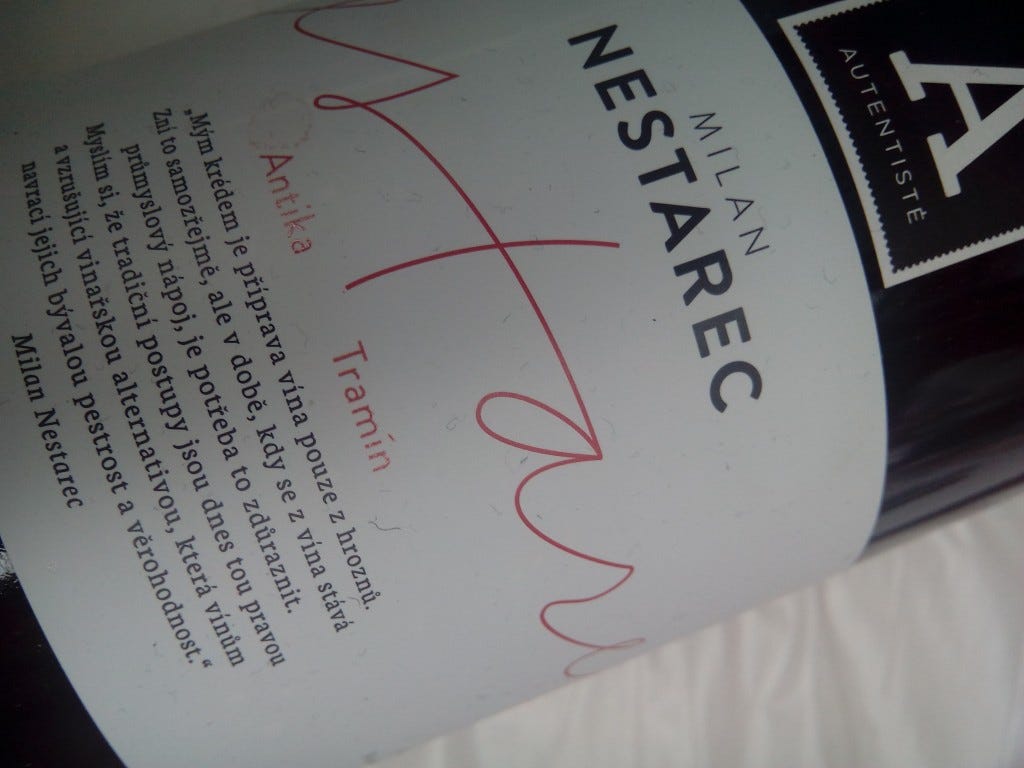 A
AUTENTISTÉ
MILAN
NESTAREC
Antika Tramín
„Mým krédem je příprava vína pouze z hroznů.
Zní to samozřejmě, ale v době, kdy se z vína stává
průmyslový nápoj, je potřeba to zdůraznit.
Myslím si, že tradiční postupy jsou dnes tou pravou
a vzrušující vinařskou alternativou, která vínům
navrací jejich bývalou pestrost a věrohodnost.“
Milan Nestarec